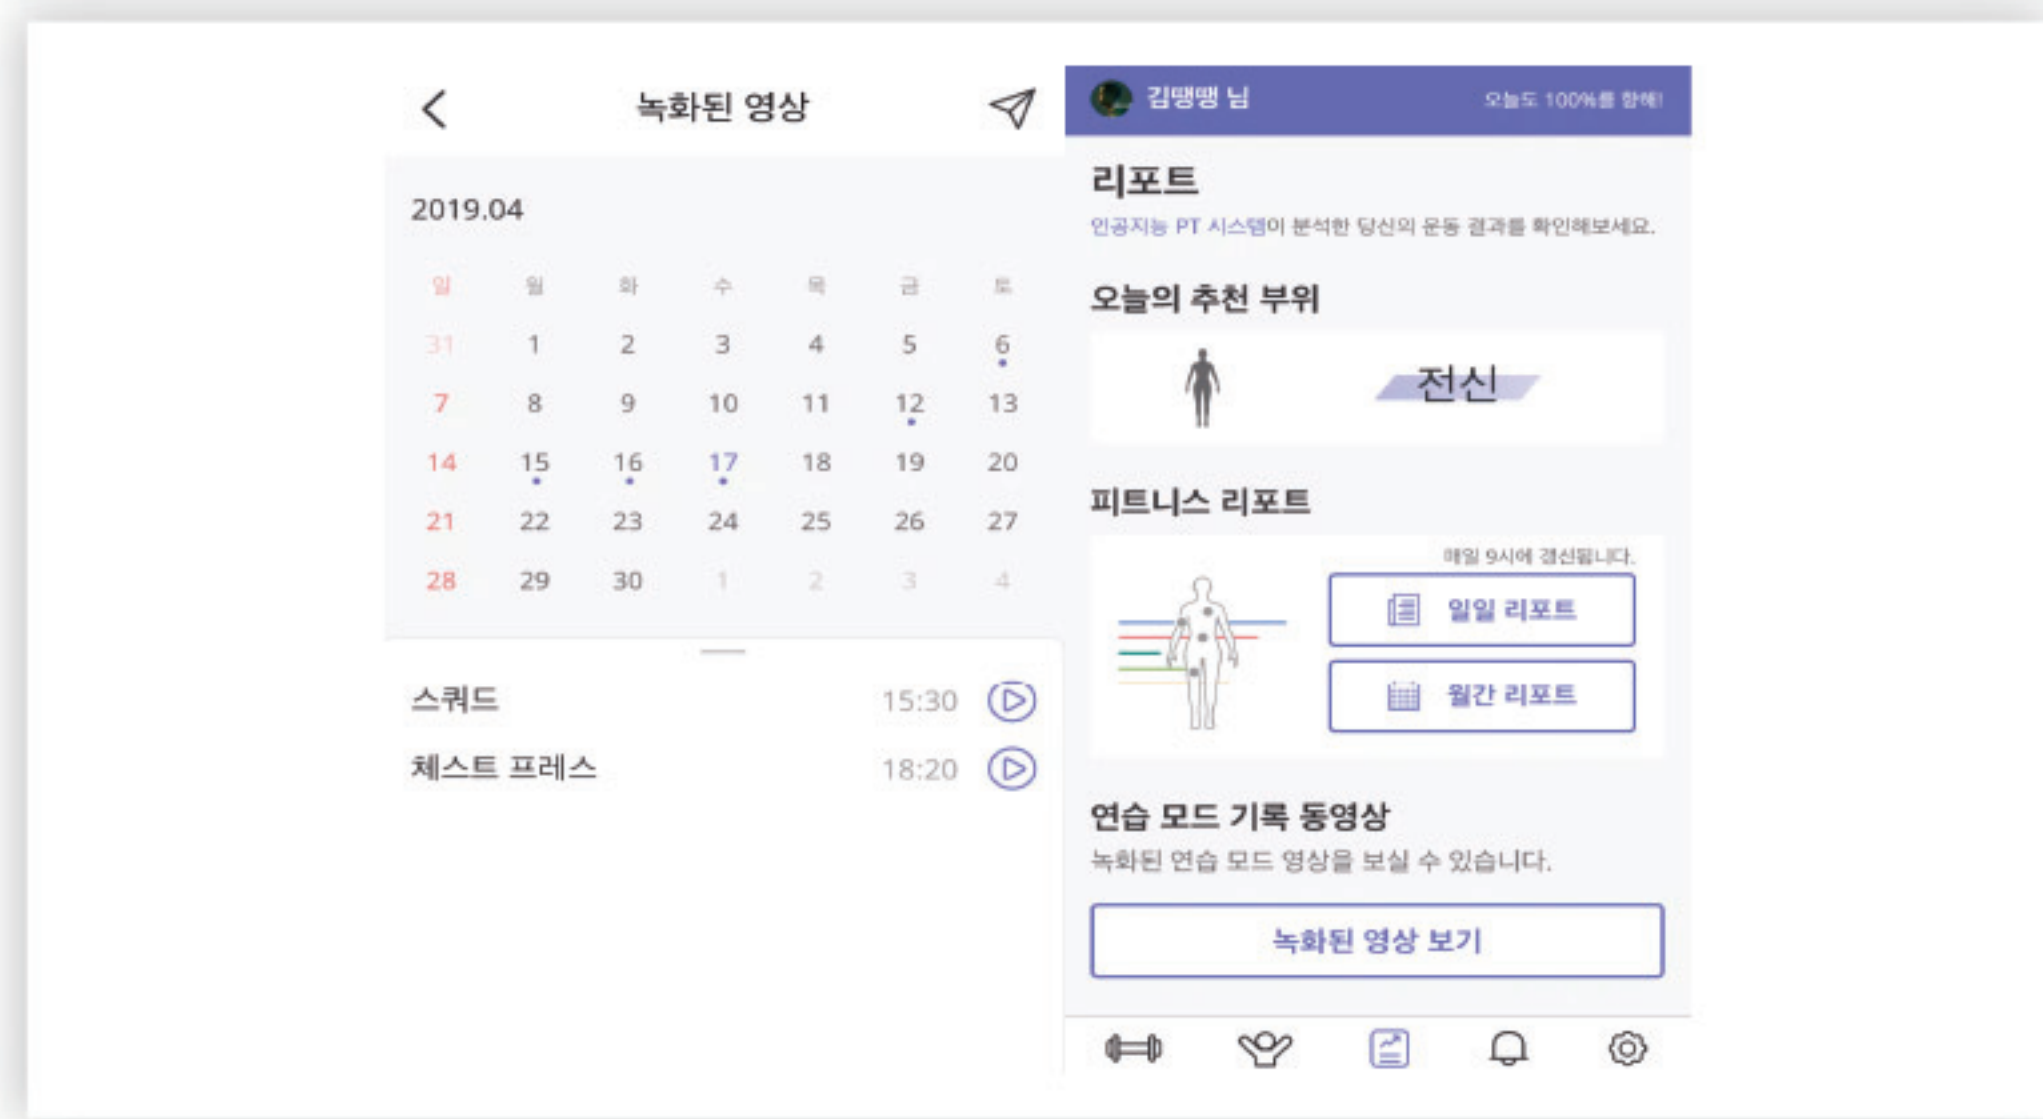 녹화된 영상
2019.04
일 월 화 수 목 금 토
31 1 2 3 4 5 6
7 8 9 10 11 12 13
14 15 16 17 18 19 20
21 22 23 24 25 26 27
28 29 30 1 2 3 4
스쿼드 15:30
체스트 프레스 18:20
김땡땡 님 오늘도 100%를 향해!
리포트
인공지능 PT 시스템이 분석한 당신의 운동 결과를 확인해보세요.
오늘의 추천 부위
전신
피트니스 리포트
매일 9시에 갱신됩니다.
일일 리포트
월간 리포트
연습 모드 기록 동영상
녹화된 연습 모드 영상을 보실 수 있습니다.
녹화된 영상 보기